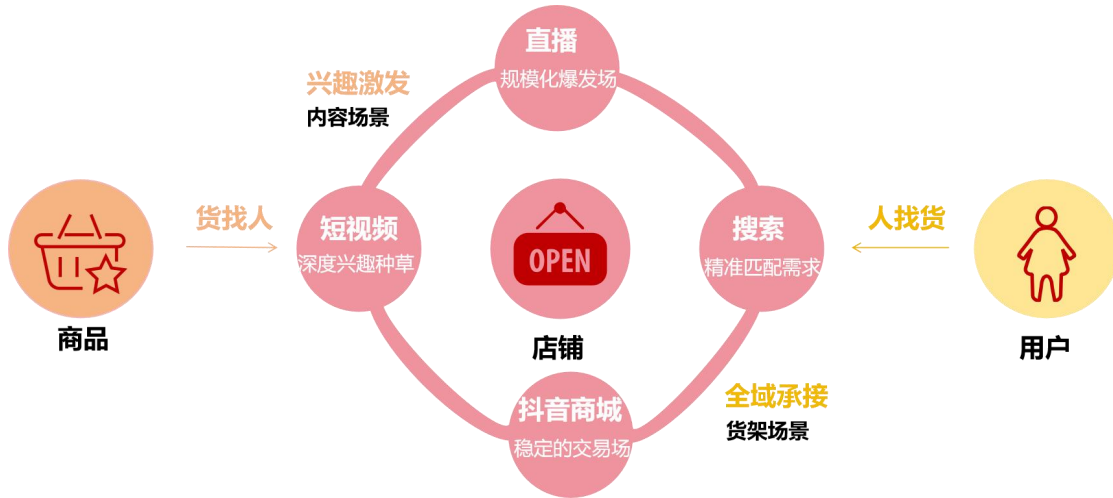 直播
规模化爆发场
兴趣激发
内容场景
货找人
短视频
深度兴趣种草
OPEN
搜索
精准匹配需求
人找货
商品
店铺
用户
抖音商城
稳定的交易场
全域承接
货架场景